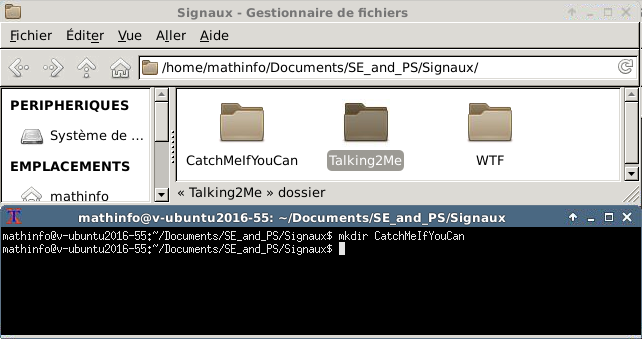 Signaux - Gestionnaire de fichiers
Fichier Éditer Vue Aller Aide
/home/mathinfo/Documents/SE_and_PS/Signaux/
PERIPHERIQUES
Système de ...
EMPLACEMENTS
mathinfo
CatchMeIfYouCan Talking2Me WTF
« Talking2Me » dossier
mathinfo@v-ubuntu2016-55: ~/Documents/SE_and_PS/Signaux
mathinfo@v-ubuntu2016-55:~/Documents/SE_and_PS/Signaux$ mkdir CatchMeIfYouCan
mathinfo@v-ubuntu2016-55:~/Documents/SE_and_PS/Signaux$